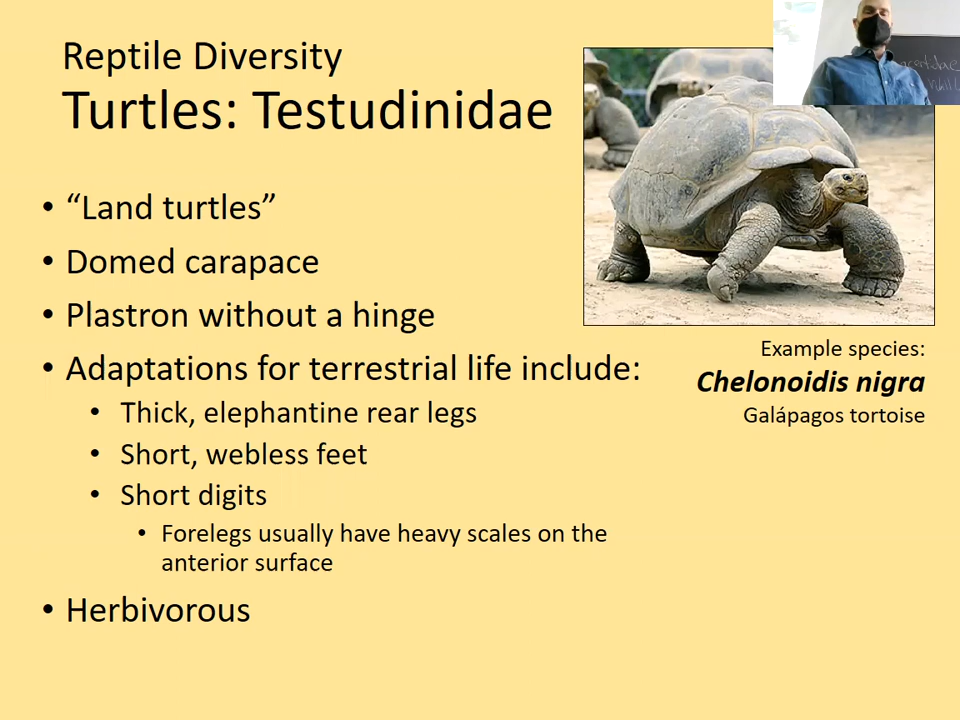 Reptile Diversity
Turtles: Testudinidae
• “Land turtles”
• Domed carapace
• Plastron without a hinge
• Adaptations for terrestrial life include:
• Thick, elephantine rear legs
• Short, webless feet
• Short digits
• Forelegs usually have heavy scales on the
anterior surface
• Herbivorous
Example species:
Chelonoidis nigra
Galápagos tortoise